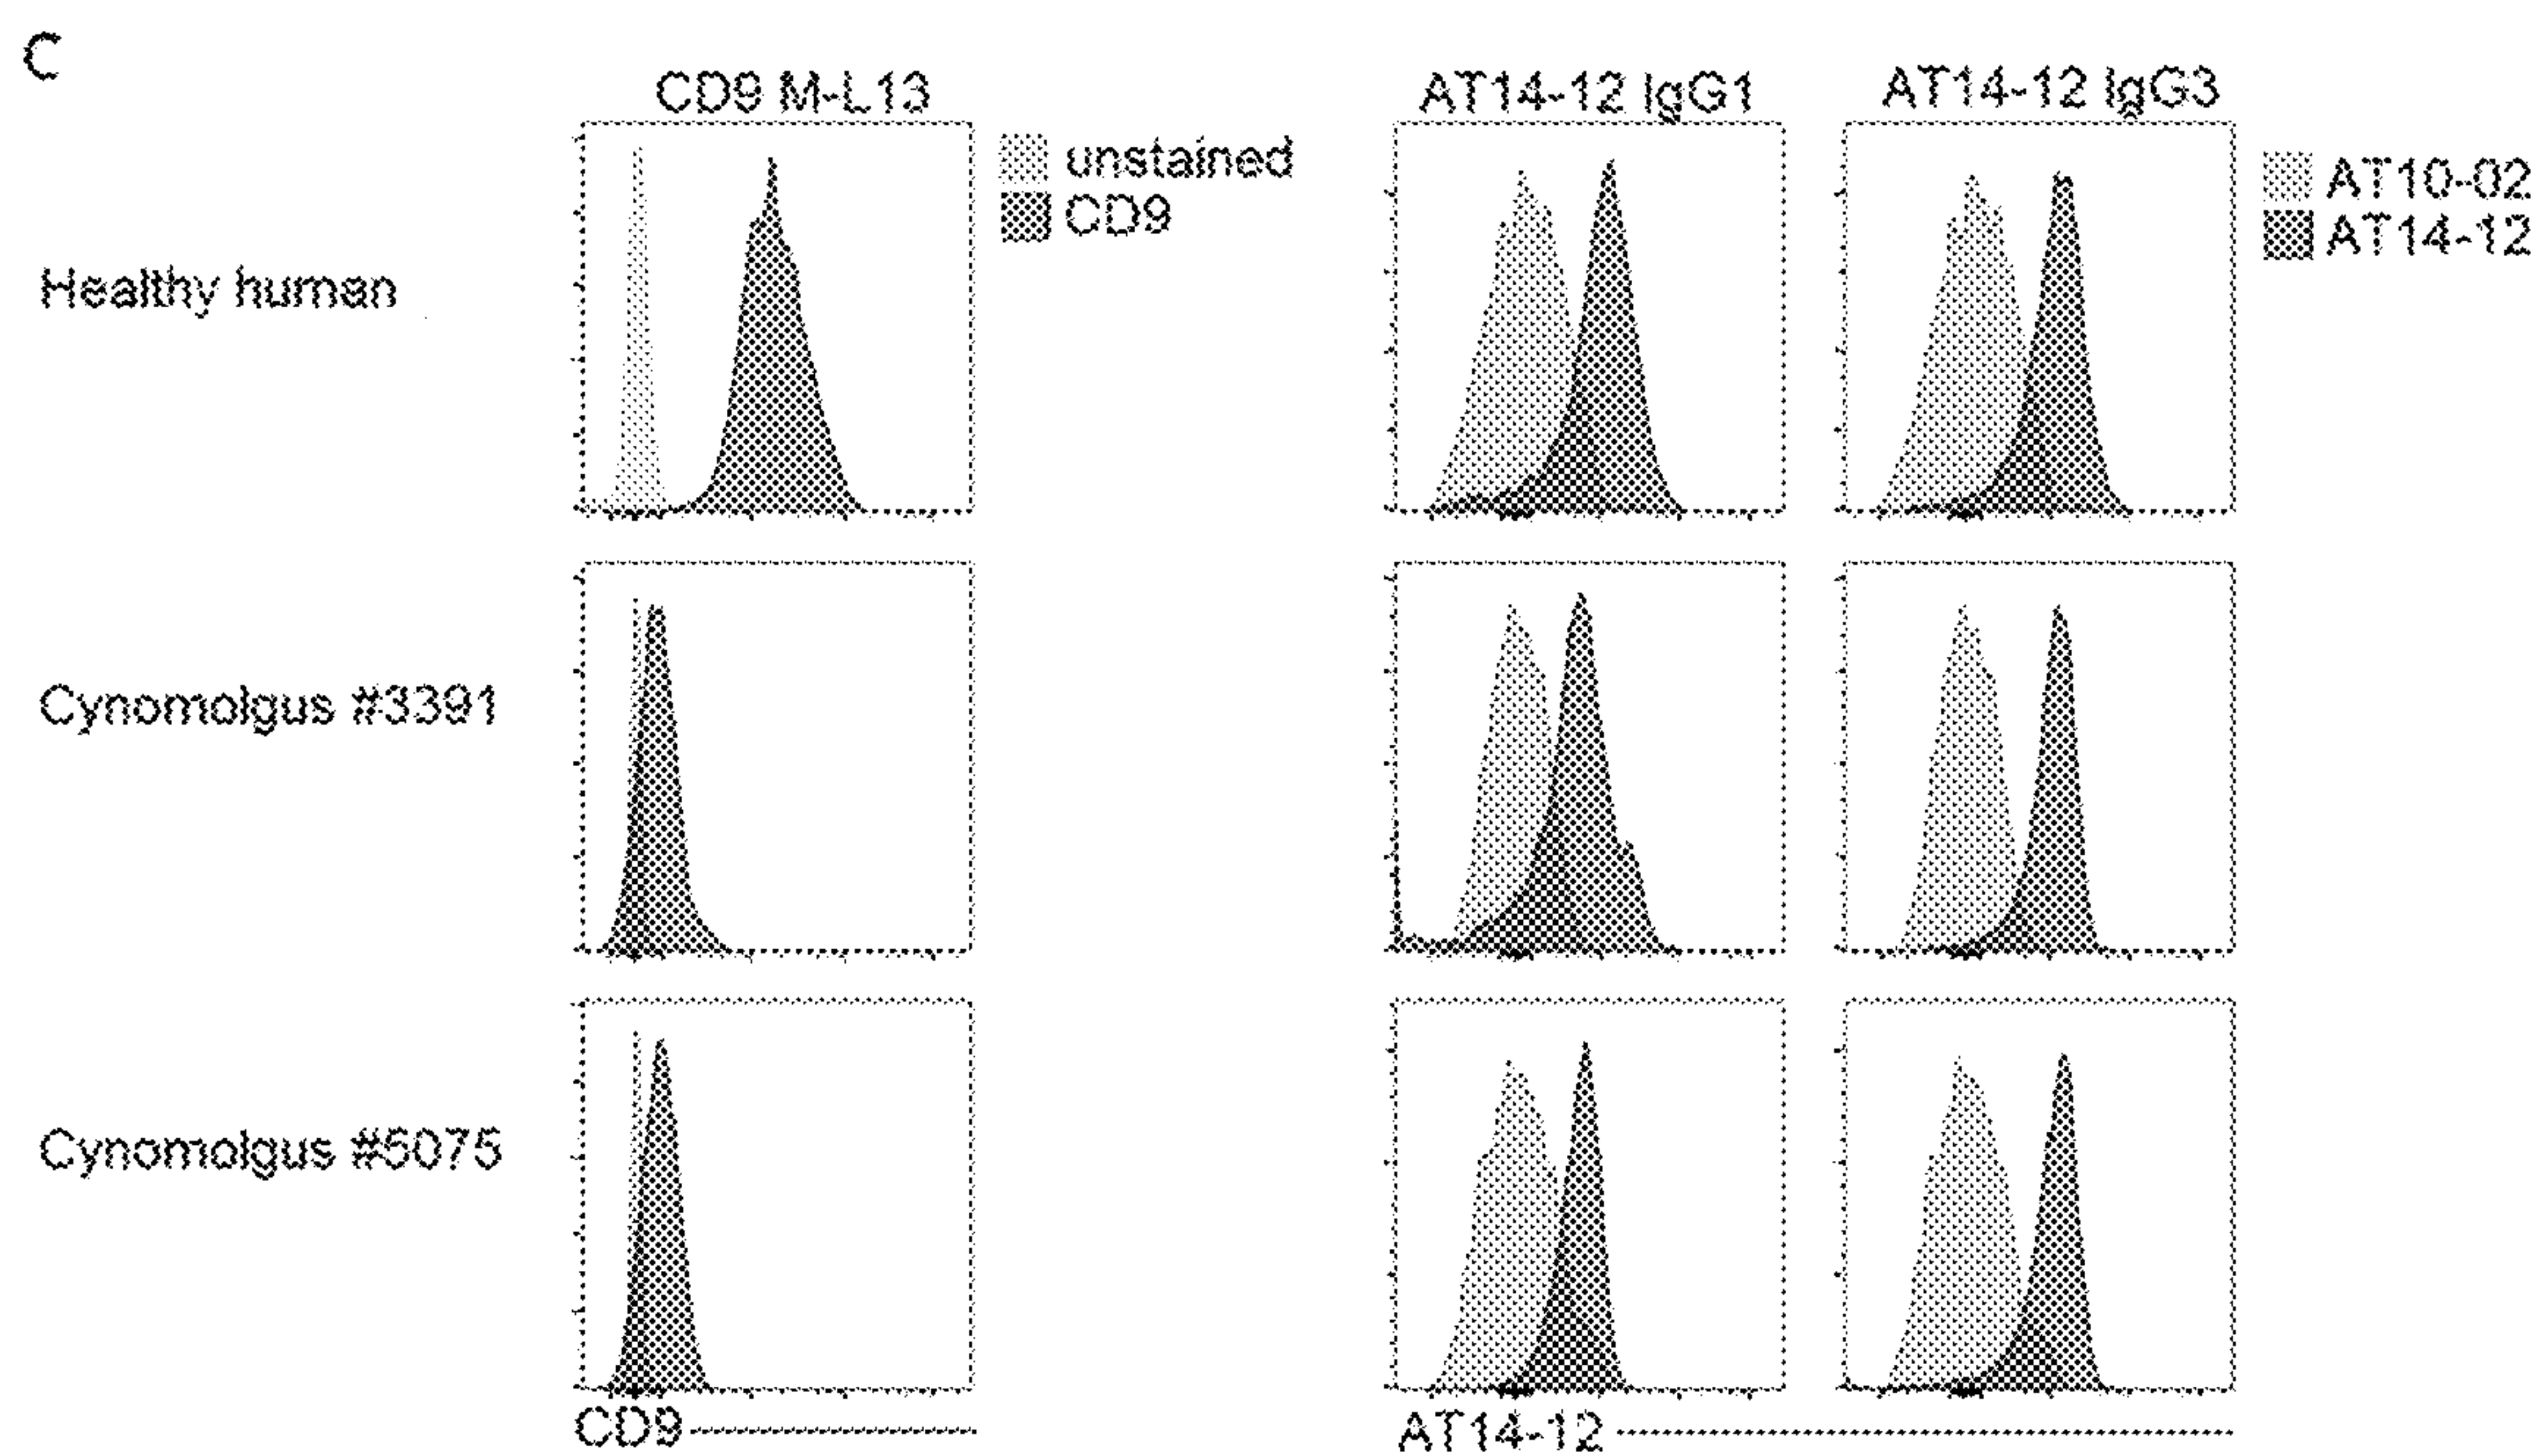 C
CD9 M-L13
AT14-12 IgG1
AT14-12 IgG3
unstained
CD9
AT10-02
AT14-12
Healthy human
Cynomolgus #3391
Cynomolgus #5075
CD9
AT14-12